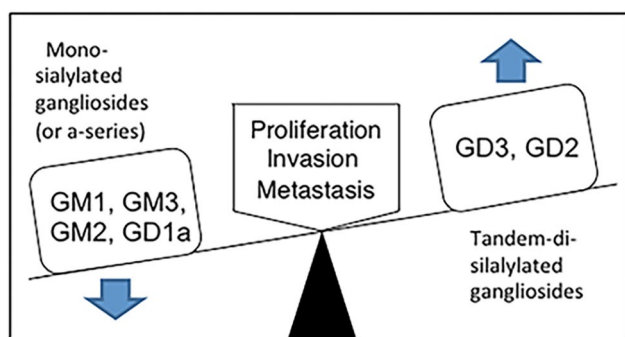 Mono-
sialylated
gangliosides
(or a-series)
GM1, GM3,
GM2, GD1a
Proliferation
Invasion
Metastasis
GD3, GD2
Tandem-di-
silalylated
gangliosides